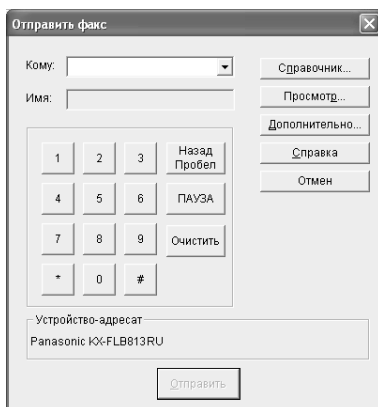 Отправить факс
Кому:
Имя:
Справочник...
Просмотр...
Дополнительно...
Справка
Отмен
1 2 3 Назад Пробел
4 5 6 ПАУЗА
7 8 9 Очистить
* 0 #
Устройство-адресат
Panasonic KX-FLB813RU
Отправить